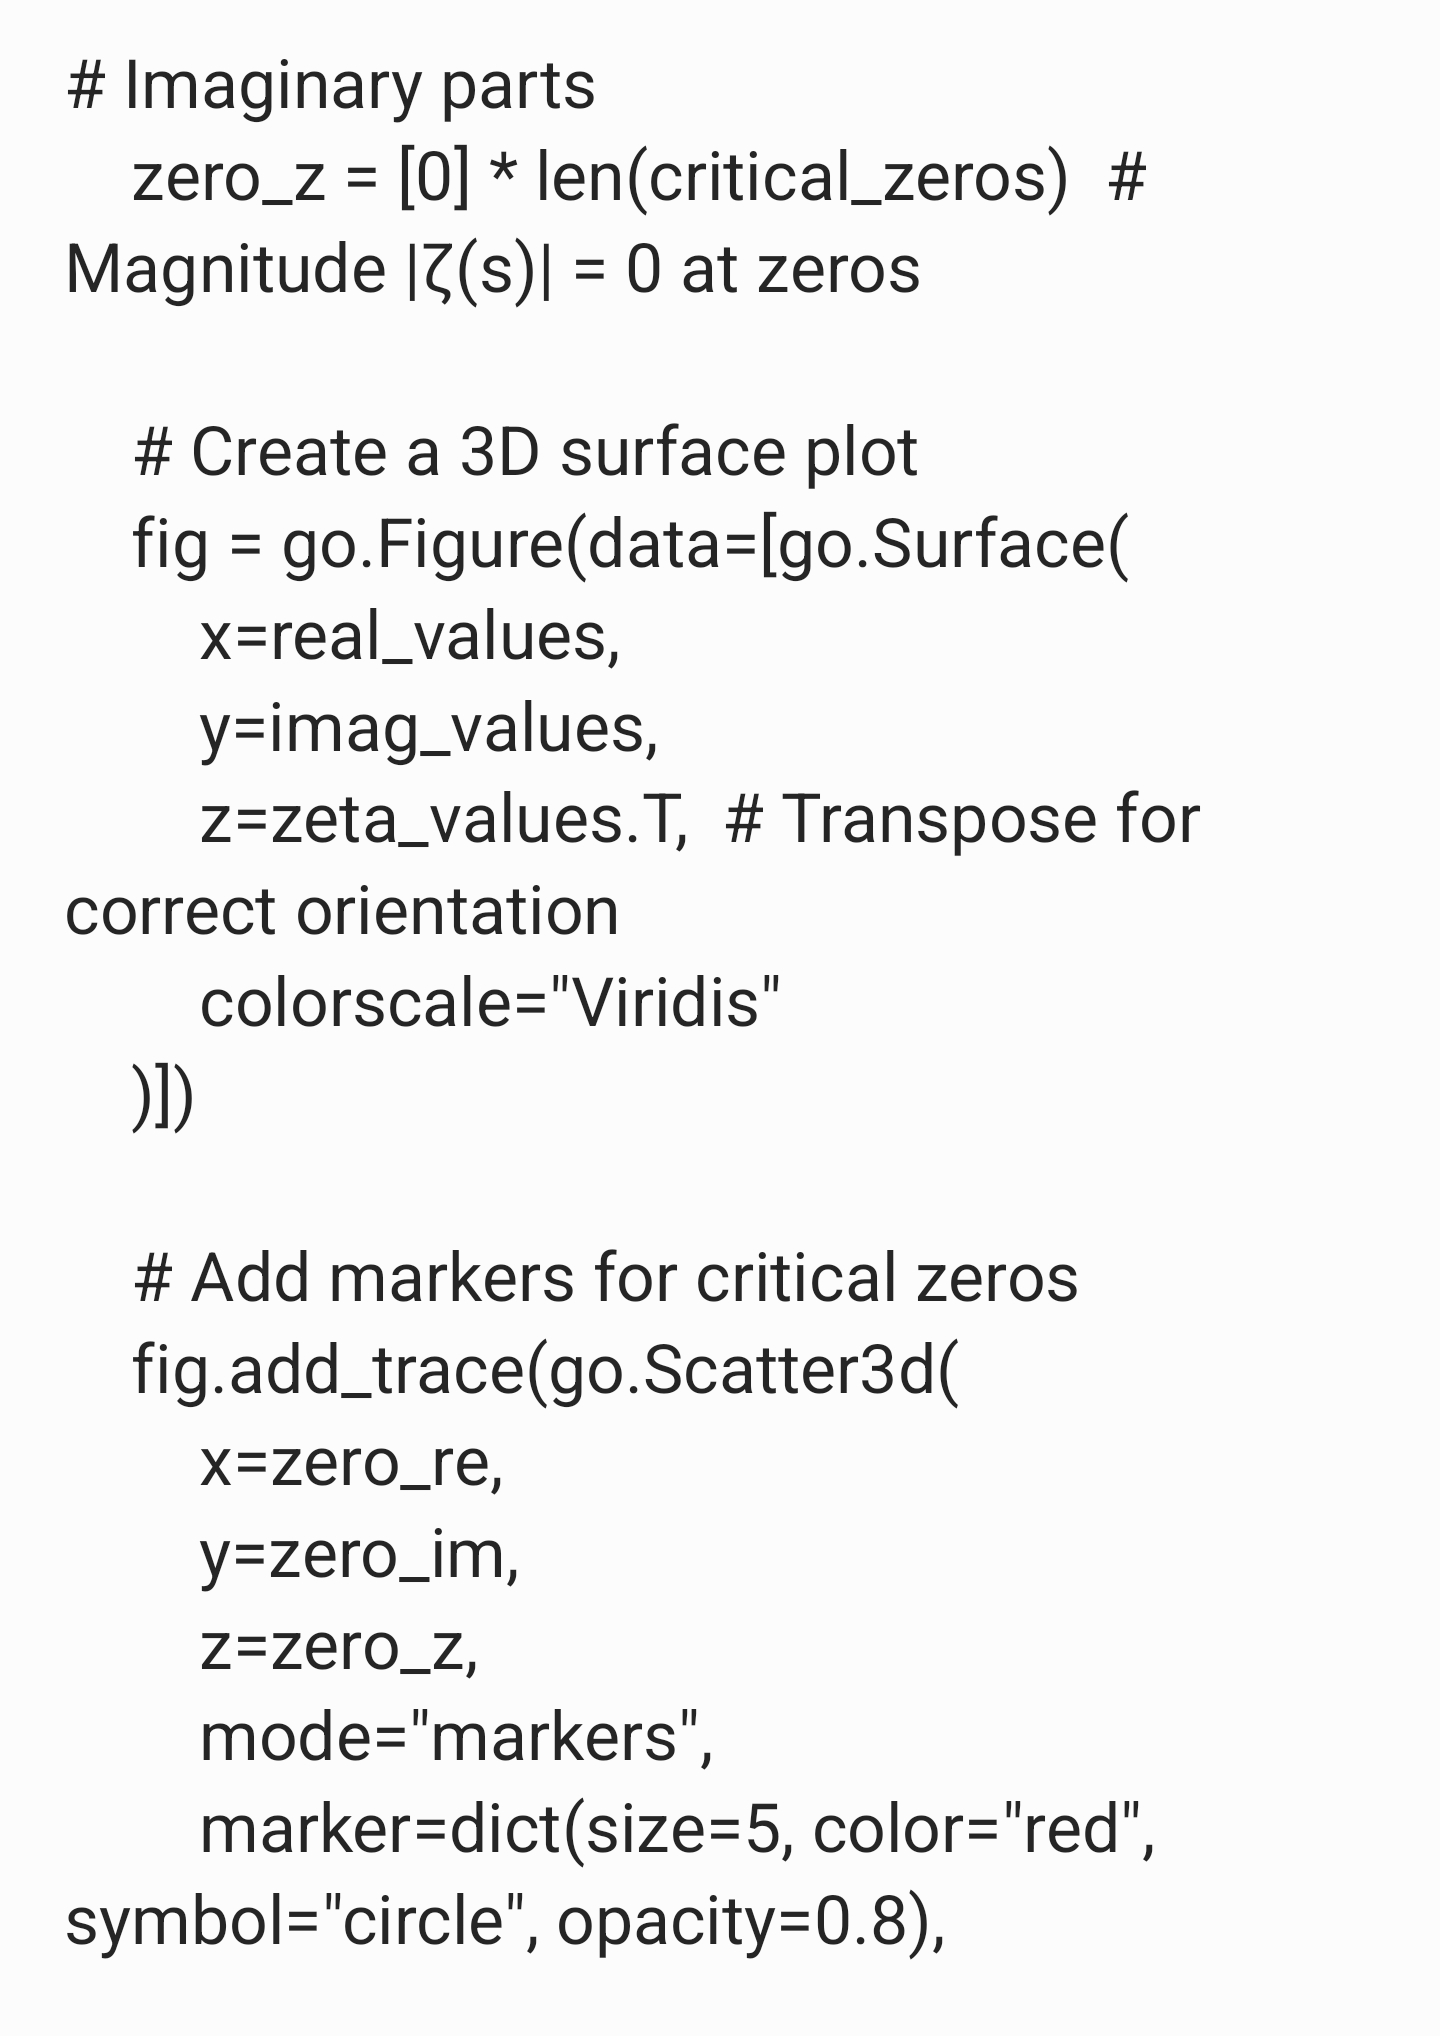 # Imaginary parts
    zero_z = [0] * len(critical_zeros)  #
Magnitude |ζ(s)| = 0 at zeros

    # Create a 3D surface plot
    fig = go.Figure(data=[go.Surface(
        x=real_values,
        y=imag_values,
        z=zeta_values.T,  # Transpose for
correct orientation
        colorscale="Viridis"
    )])

    # Add markers for critical zeros
    fig.add_trace(go.Scatter3d(
        x=zero_re,
        y=zero_im,
        z=zero_z,
        mode="markers",
        marker=dict(size=5, color="red",
symbol="circle", opacity=0.8),